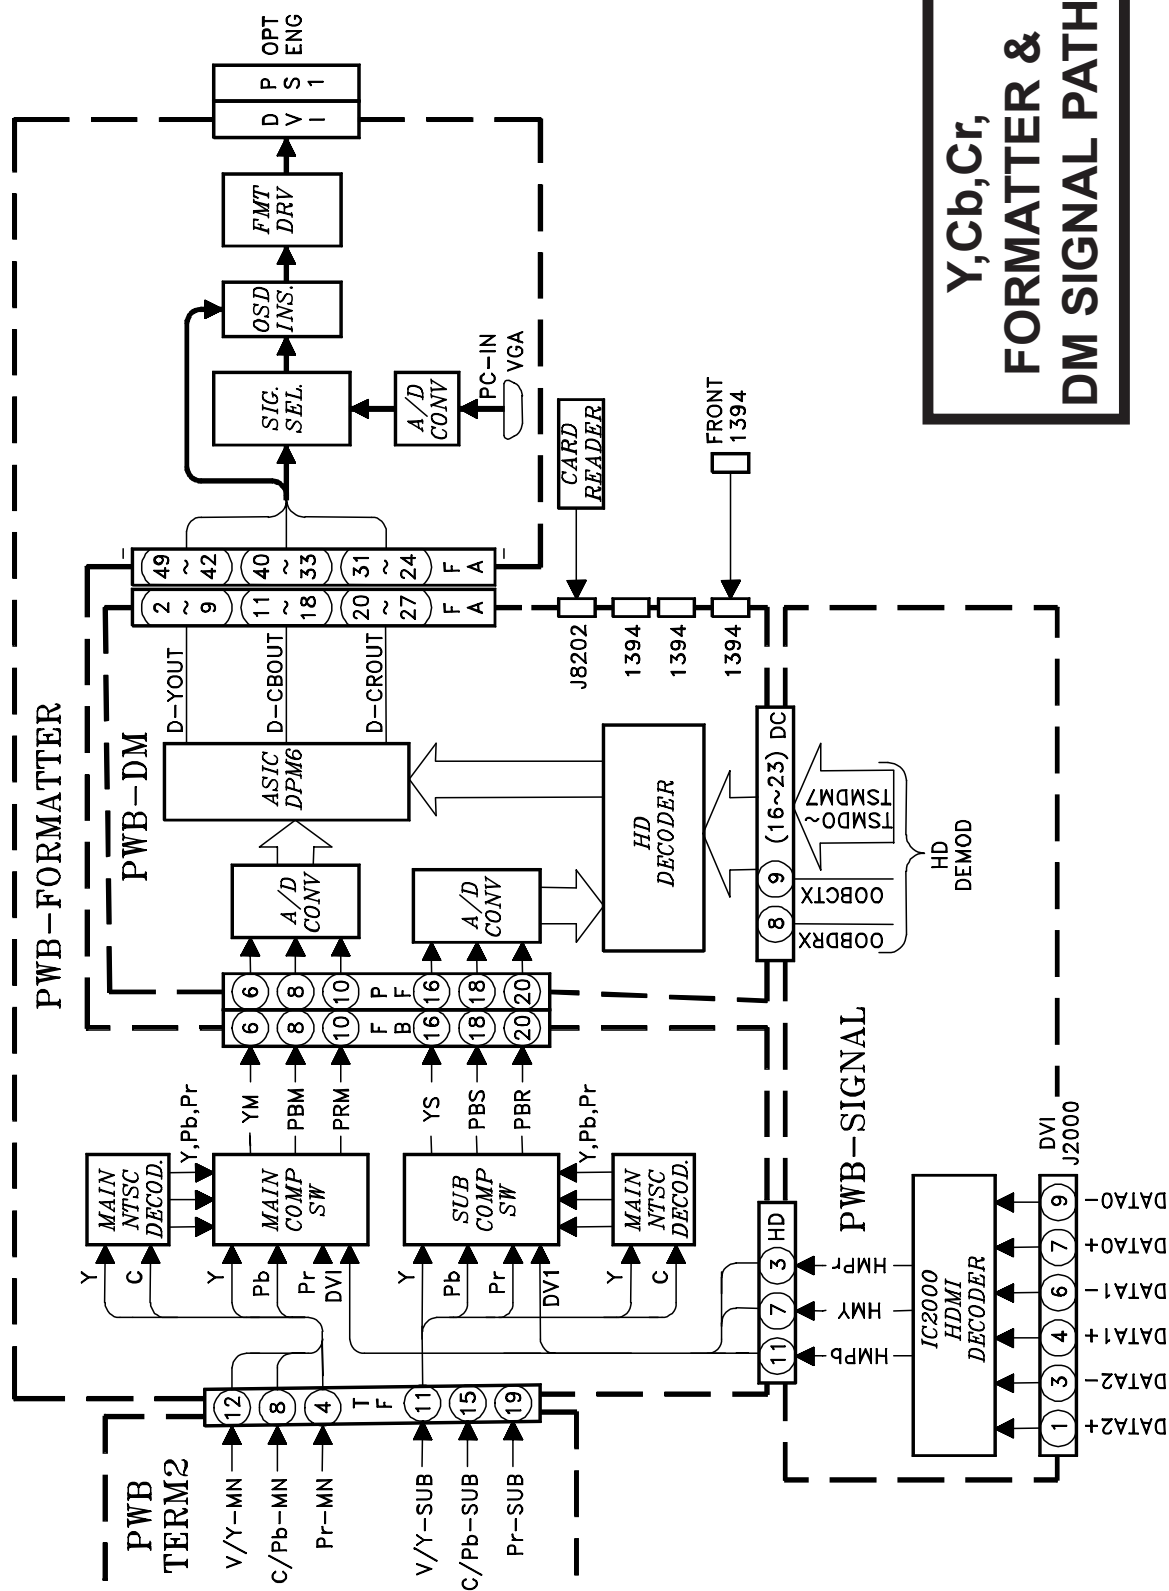 PWB
TERM2
V/Y-MN
C/Pb-MN
Pr-MN
V/Y-SUB
C/Pb-SUB
Pr-SUB
12
8
4
T
F
11
15
19
PWB-FORMATTER
MAIN
NTSC
DECOD.
Y
C
Y,Pb,Pr
MAIN
COMP
SW
Y
Pb
Pr
DVI
YM
PBM
PRM
SUB
COMP
SW
Y
Pb
Pr
DV1
YS
PBS
PBR
Y,Pb,Pr
MAIN
NTSC
DECOD.
Y
C
6
8
10
F
B
16
18
20
6
8
10
P
F
16
18
20
PWB-DM
A/D
CONV
A/D
CONV
ASIC
DPM6
HD
DECODER
D-YOUT
D-CBOUT
D-CROUT
2
~
9
11
~
18
20
~
27
F
A
49
~
42
40
~
33
31
~
24
F
A
SIG.
SEL.
A/D
CONV
PC-IN
VGA
OSD
INS.
FMT
DRV
D
V
I
P
S
1
OPT
ENG
J8202
1394
1394
1394
CARD
READER
FRONT
1394
PWB-SIGNAL
11
7
3
HD
HMPb
HMY
HMPr
IC2000
HDMI
DECODER
1
3
4
6
7
9
DVI
J2000
DATA2+
DATA2-
DATA1+
DATA1-
DATA0+
DATA0-
8
9
(16~23) DC
OOBDRX
OOBCTX
TSMDO~
TSMDM7
HD
DEMOD
Y,Cb,Cr,
FORMATTER &
DM SIGNAL PATH